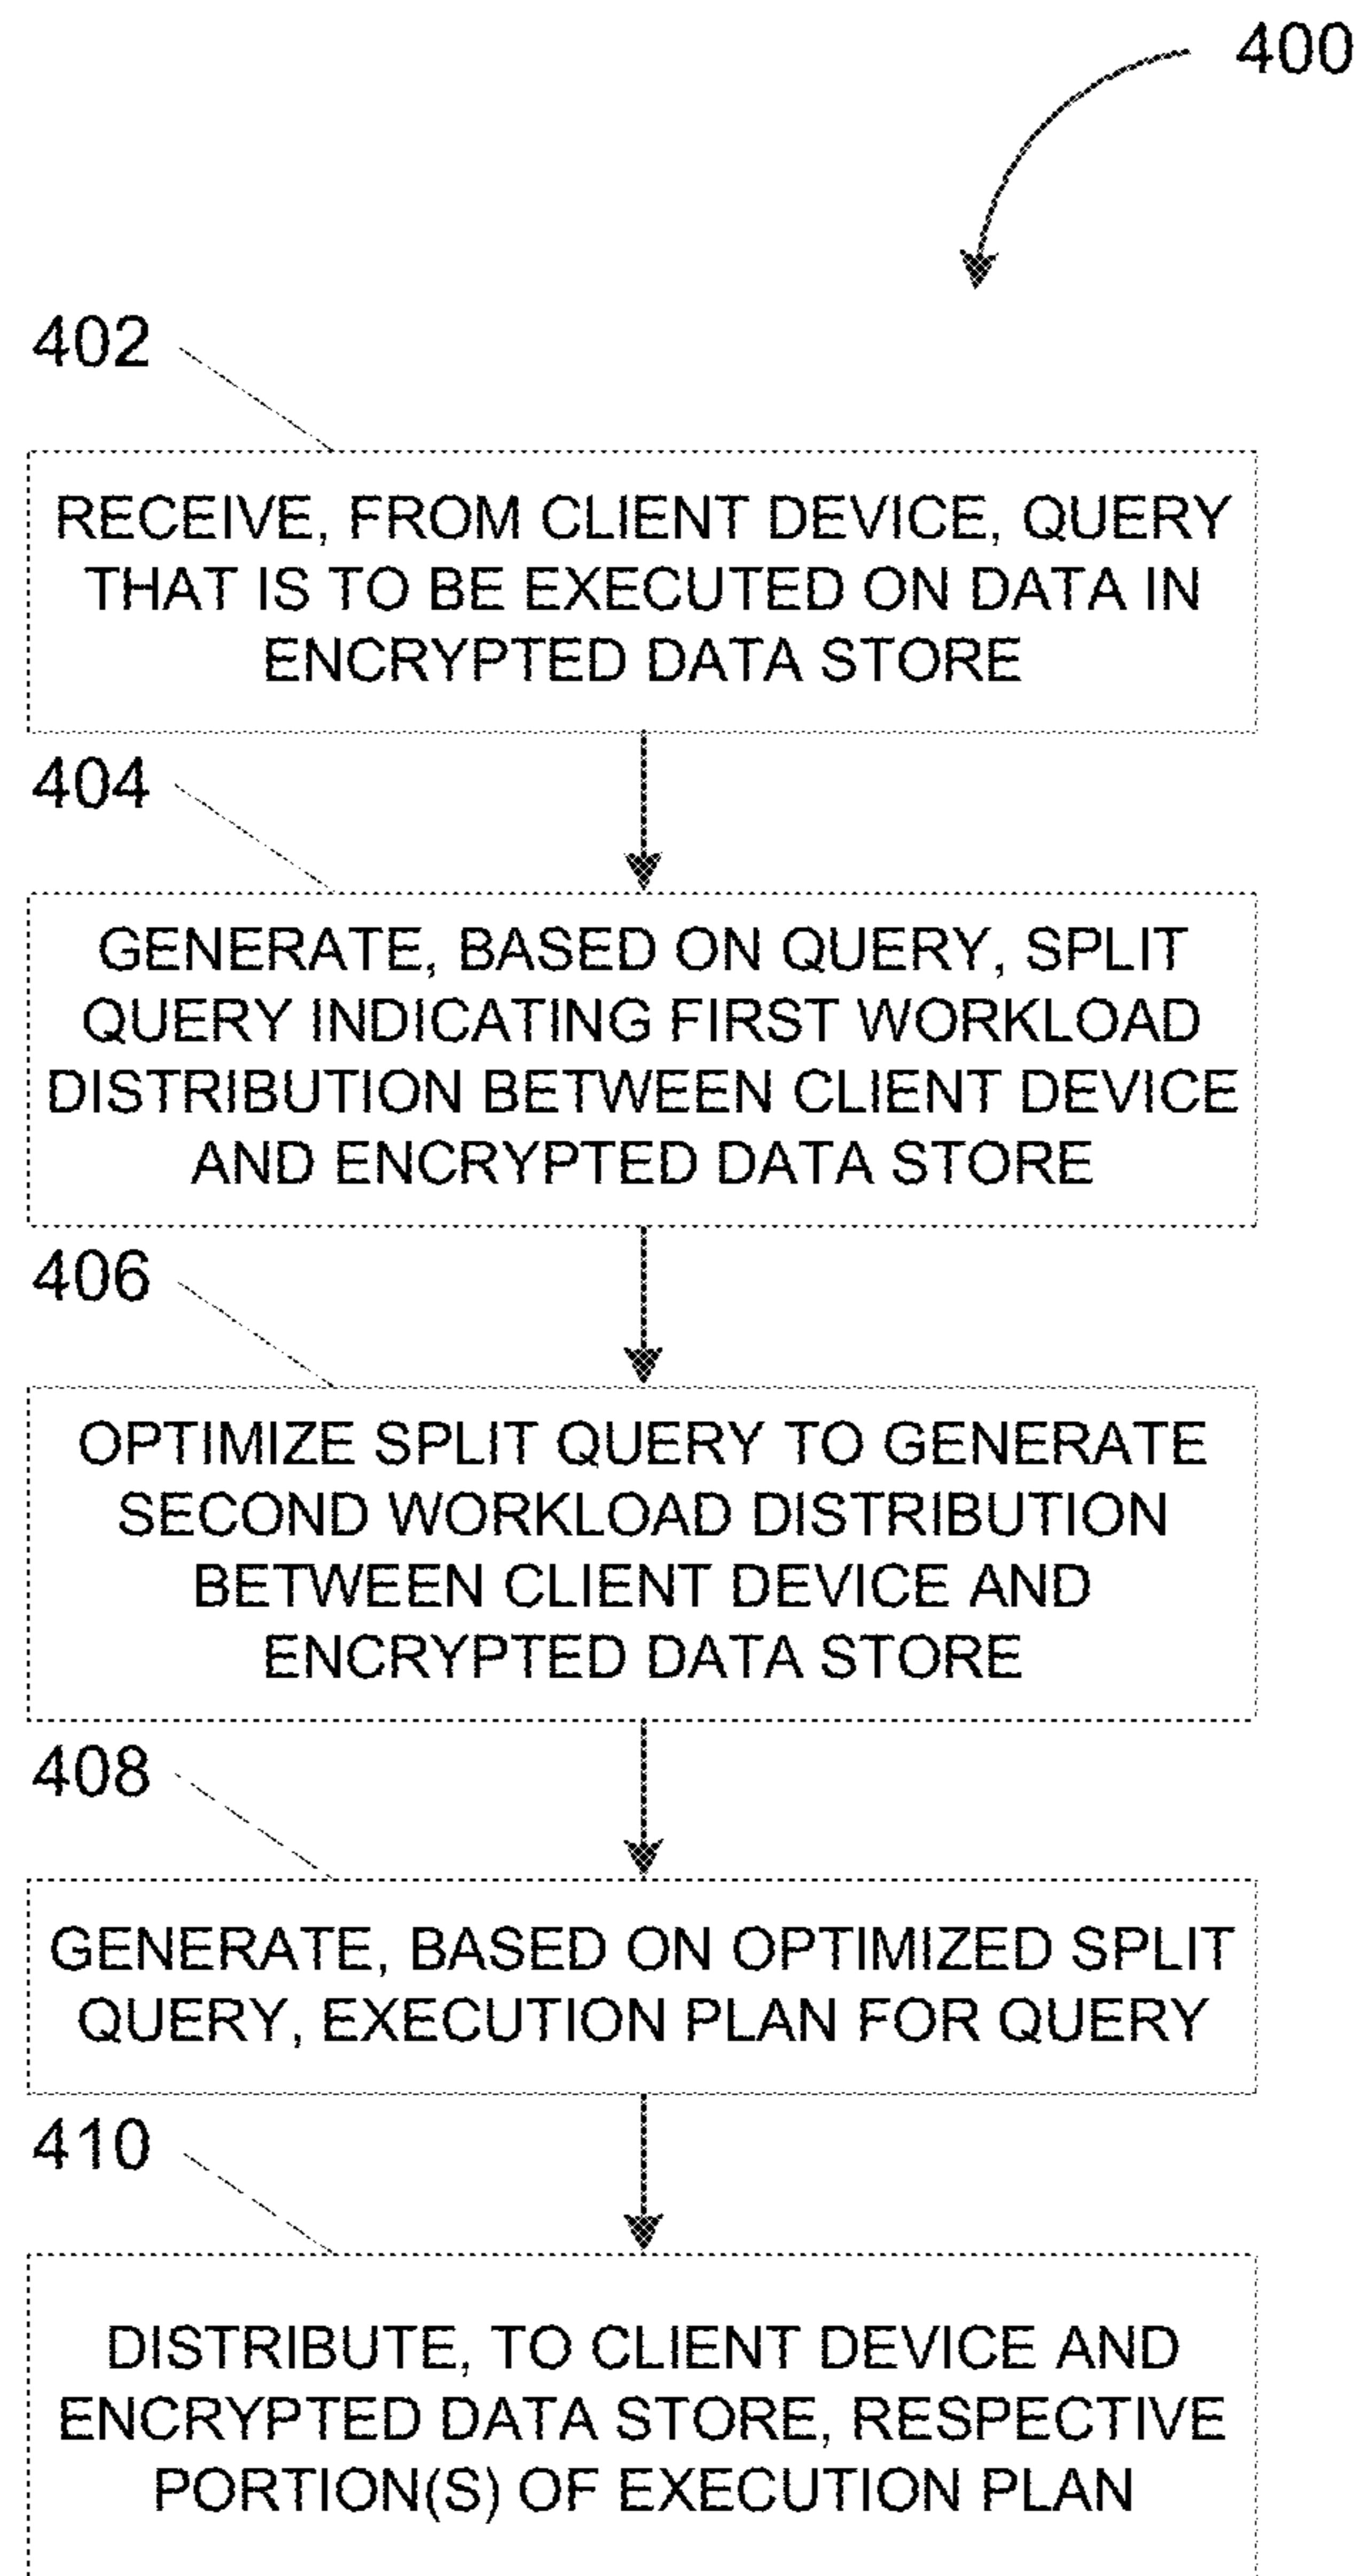 400
402
RECEIVE, FROM CLIENT DEVICE, QUERY
THAT IS TO BE EXECUTED ON DATA IN
ENCRYPTED DATA STORE
404
GENERATE, BASED ON QUERY, SPLIT
QUERY INDICATING FIRST WORKLOAD
DISTRIBUTION BETWEEN CLIENT DEVICE
AND ENCRYPTED DATA STORE
406
OPTIMIZE SPLIT QUERY TO GENERATE
SECOND WORKLOAD DISTRIBUTION
BETWEEN CLIENT DEVICE AND
ENCRYPTED DATA STORE
408
GENERATE, BASED ON OPTIMIZED SPLIT
QUERY, EXECUTION PLAN FOR QUERY
410
DISTRIBUTE, TO CLIENT DEVICE AND
ENCRYPTED DATA STORE, RESPECTIVE
PORTION(S) OF EXECUTION PLAN